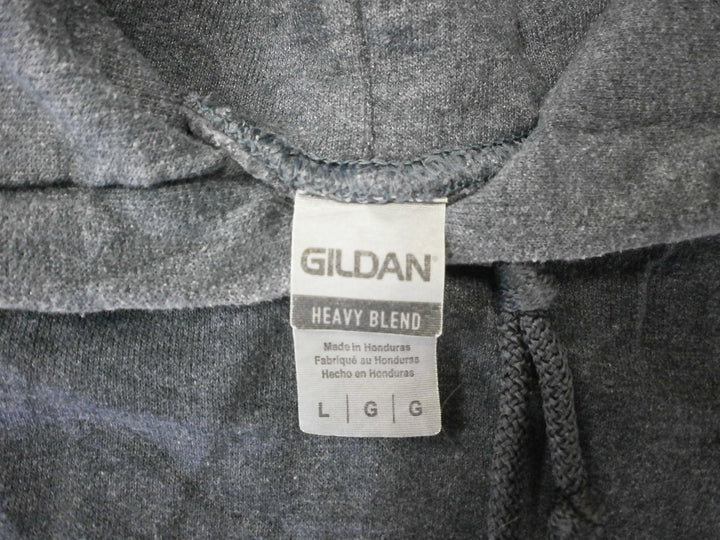 GILDAN®
HEAVY BLEND
Made in Honduras
Fabriqué au Honduras
Hecho en Honduras
L | G | G